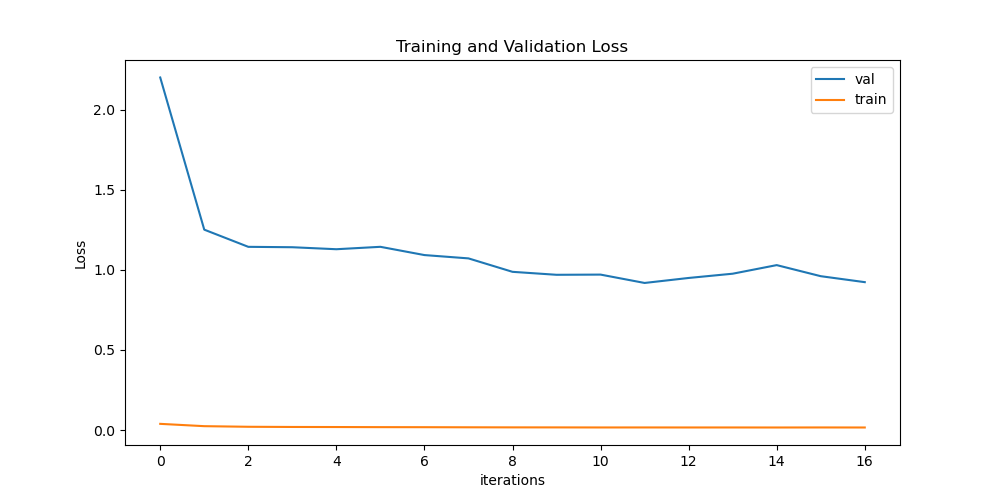 Training and Validation Loss
val
train
2.0
1.5
1.0
0.5
0.0
Loss
0 2 4 6 8 10 12 14 16
iterations